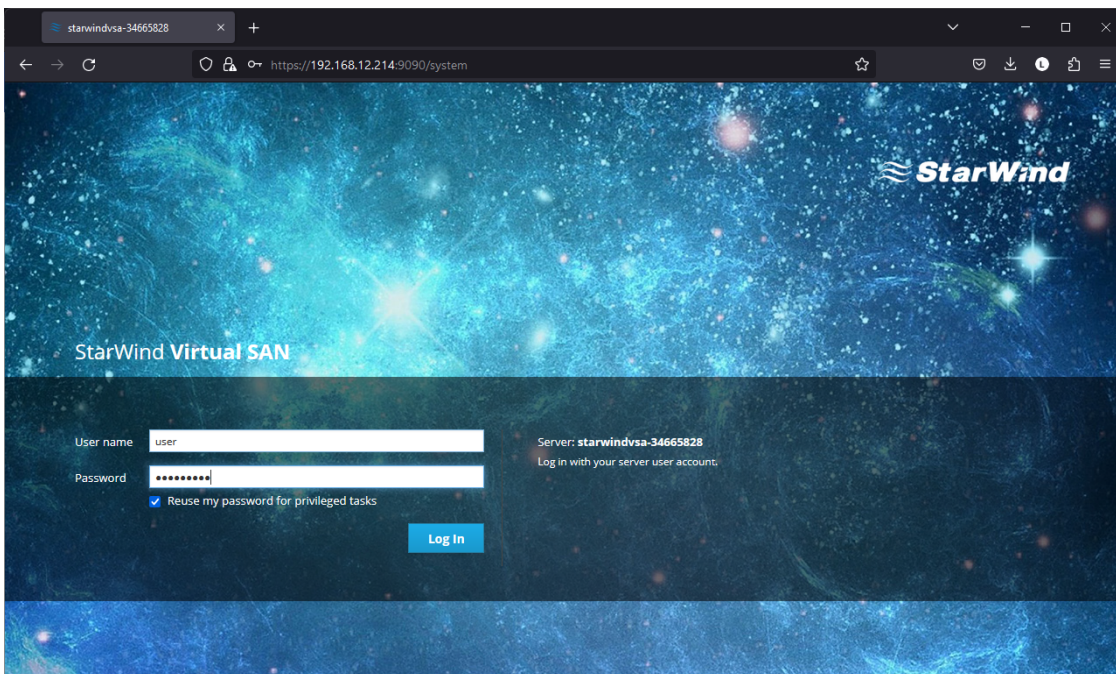 starwindvsa-34665828
https://192.168.12.214:9090/system
L
StarWind
StarWind Virtual SAN
User name
user
Server: starwindvsa-34665828
Log in with your server user account.
Password
•••••••••
Reuse my password for privileged tasks
Log In